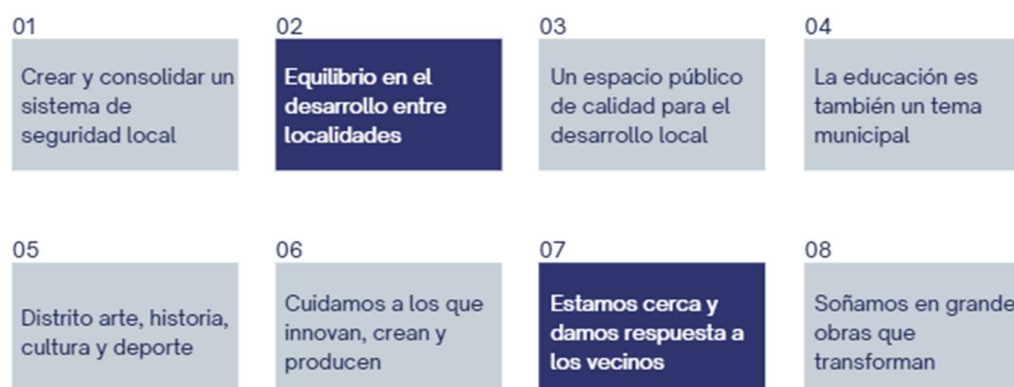 01
Crear y consolidar un
sistema de
seguridad local
02
Equilibrio en el
desarrollo entre
localidades
03
Un espacio público
de calidad para el
desarrollo local
04
La educación es
también un tema
municipal
05
Distrito arte, historia,
cultura y deporte
06
Cuidamos a los que
innovan, crean y
producen
07
Estamos cerca y
damos respuesta a
los vecinos
08
Soñamos en grande
obras que
transforman